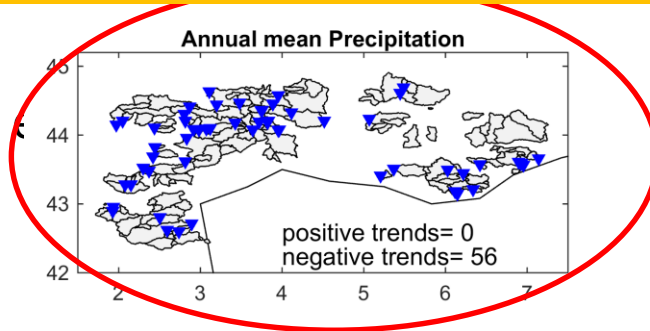 Annual mean Precipitation
45
44
43
42
positive trends= 0
negative trends= 56
2 3 4 5 6 7